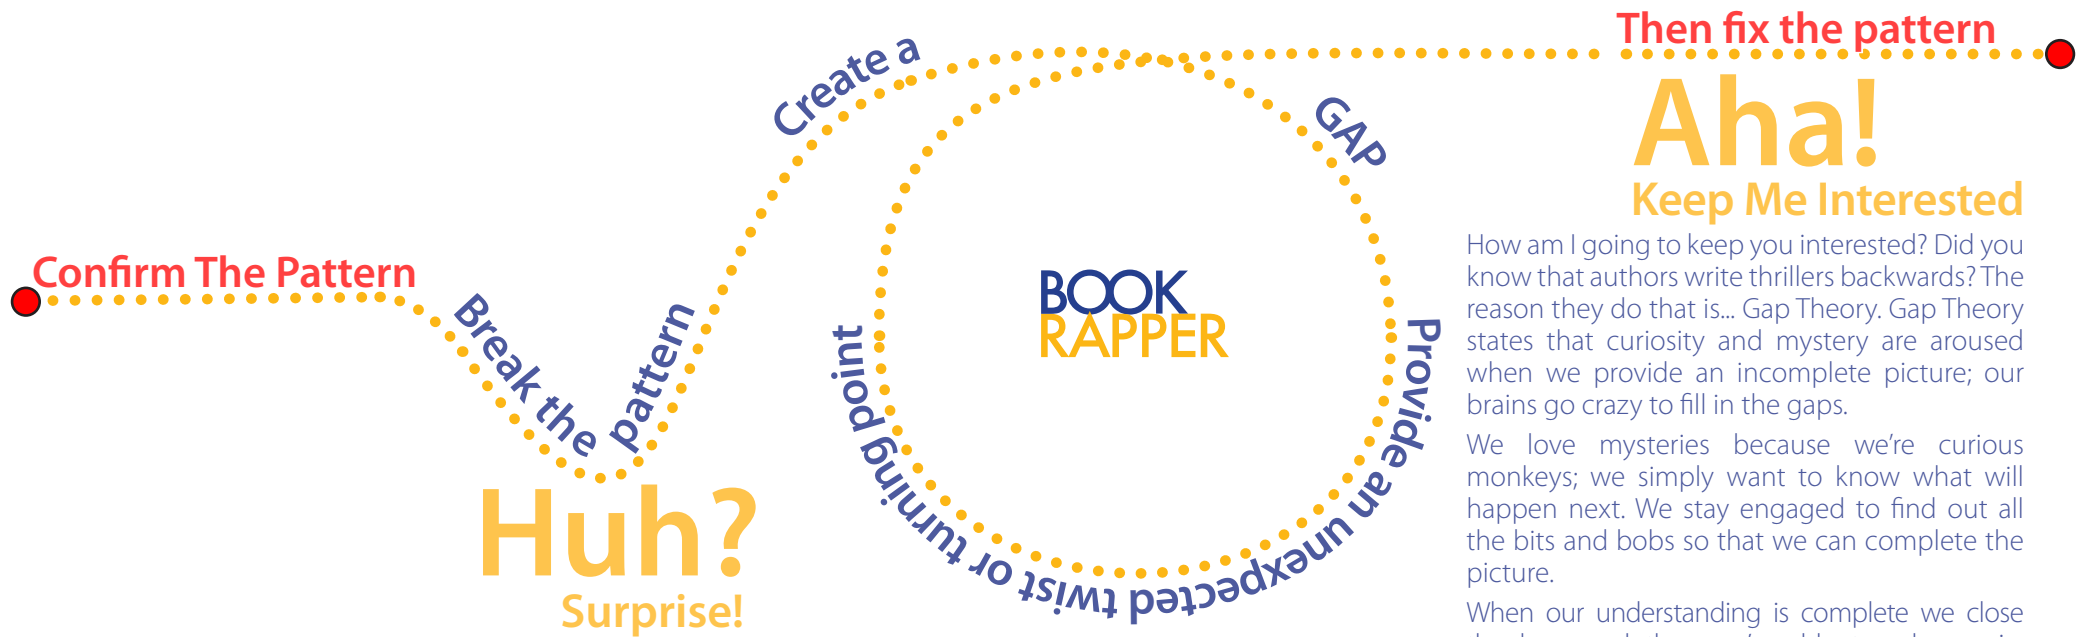 Confirm The Pattern
Break the
pattern
Huh?
Surprise!
Create a
GAP
Provide an unexpected twist or turning point
BOOK
RAPPER
Then fix the pattern
Aha!
Keep Me Interested
How am I going to keep you interested? Did you
know that authors write thrillers backwards? The
reason they do that is... Gap Theory. Gap Theory
states that curiosity and mystery are aroused
when we provide an incomplete picture; our
brains go crazy to fill in the gaps.
We love mysteries because we're curious
monkeys; we simply want to know what will
happen next. We stay engaged to find out all
the bits and bobs so that we can complete the
picture.
When our understanding is complete we close